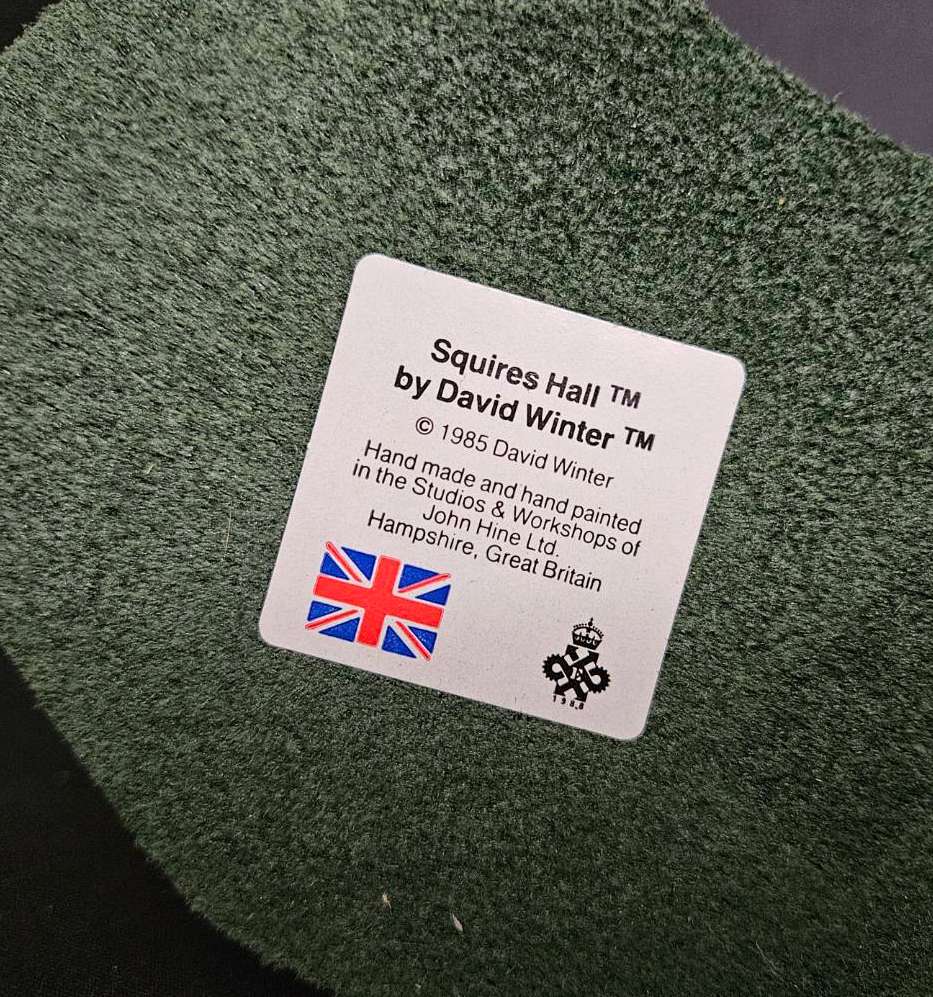 Squires Hall ™
by David Winter ™
© 1985 David Winter
Hand made and hand painted
in the Studios & Workshops of
John Hine Ltd.
Hampshire, Great Britain
1988